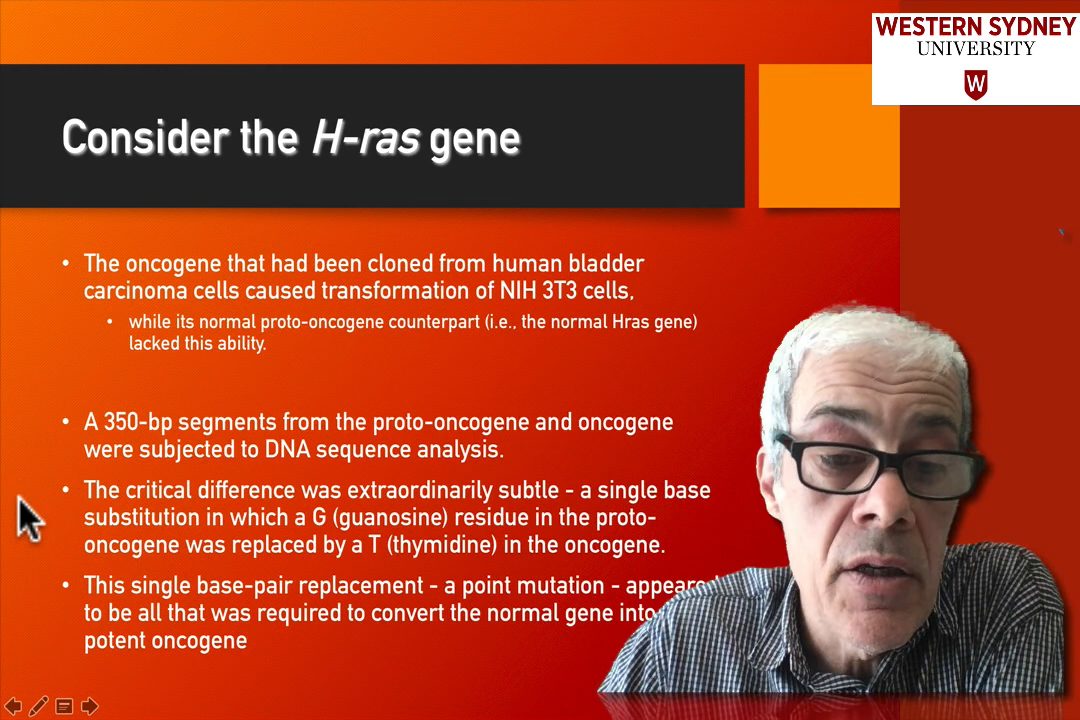 WESTERN SYDNEY
UNIVERSITY
W
Consider the H-ras gene
• The oncogene that had been cloned from human bladder
carcinoma cells caused transformation of NIH 3T3 cells,
• while its normal proto-oncogene counterpart (i.e., the normal Hras gene)
lacked this ability.
• A 350-bp segments from the proto-oncogene and oncogene
were subjected to DNA sequence analysis.
• The critical difference was extraordinarily subtle - a single base
substitution in which a G (guanosine) residue in the proto-
oncogene was replaced by a T (thymidine) in the oncogene.
• This single base-pair replacement - a point mutation -
to be all that was required to convert the normal gene into
potent oncogene